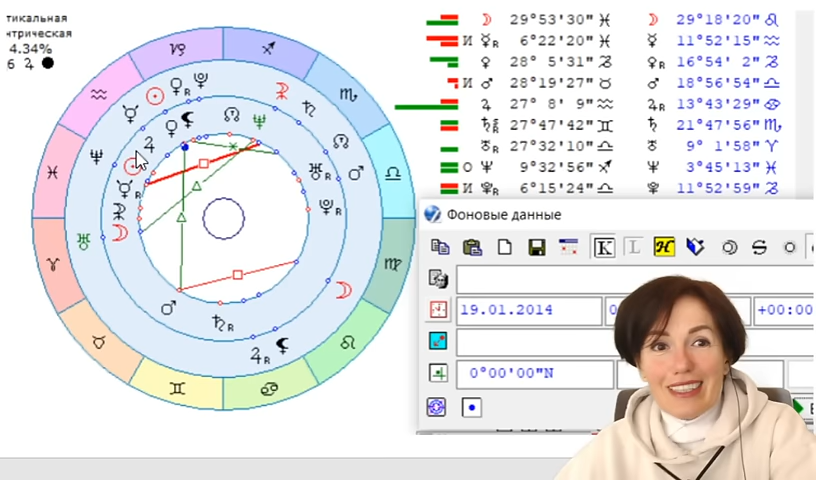 тикальная
нтрическая
4.34%
6 ♃ ●
☽ 29°53'30" ♓ ☽ 29°18'20" ♌
И ☿R 6°22'20" ♓ ☿ 11°52'15" ♒
♀ 28° 5'31" ♑ ♀R 16°54' 2" ♑
И ♂ 28°19'27" ♉ ♂ 18°56'54" ♎
♃ 27° 8' 9" ♒ ♃R 13°43'29" ♋
27°47'42" ♊ ♄ 21°47'56" ♏
♅R 27°32'10" ♎ ♅ 9° 1'58" ♈
О ♆ 9°32'56" ♐ ♆ 3°45'13" ♓
И ♇R 6°15'24" ♎ ♇ 11°52'59" ♑
Фоновые данные
K L H S
19.01.2014 0 +00:00
0°00'00"N